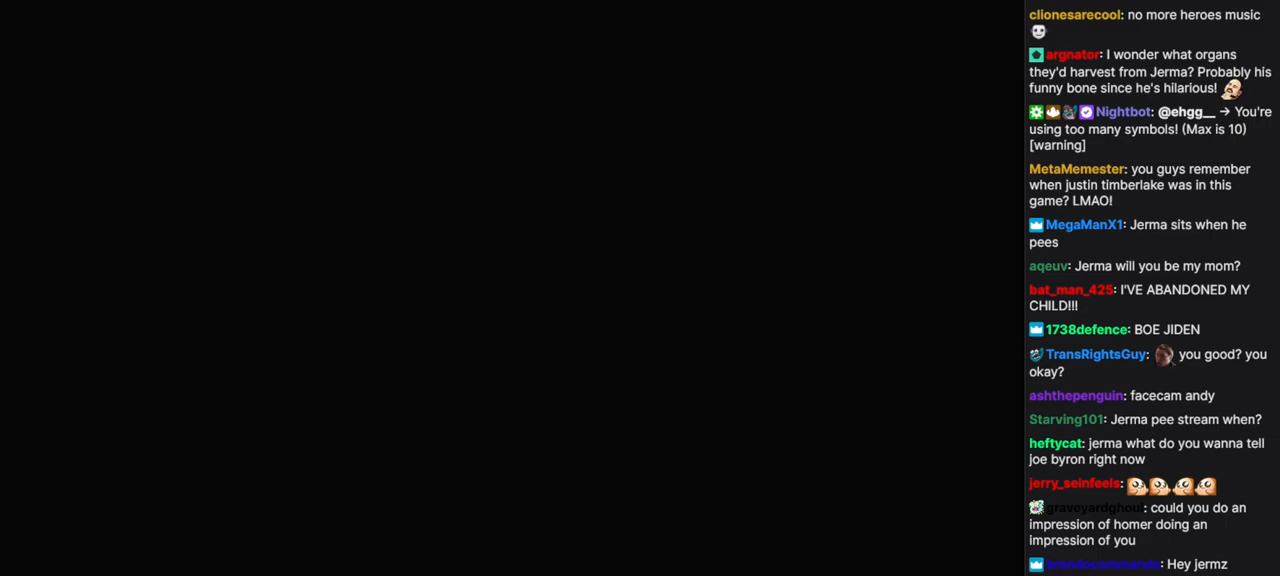 clionesarecool: no more heroes music
argnator: I wonder what organs
they'd harvest from Jerma? Probably his
funny bone since he's hilarious!
Nightbot: @ehgg__ → You're
using too many symbols! (Max is 10)
[warning]
MetaMemester: you guys remember
when justin timberlake was in this
game? LMAO!
MegaManX1: Jerma sits when he
pees
aqeuv: Jerma will you be my mom?
bat_man_425: I'VE ABANDONED MY
CHILD!!!
1738defence: BOE JIDEN
TransRightsGuy: you good? you
okay?
ashthepenguin: facecam andy
Starving101: Jerma pee stream when?
heftycat: jerma what do you wanna tell
joe byron right now
jerry_seinfeels:
graveyardghoul: could you do an
impression of homer doing an
impression of you
brendocommando: Hey jermz